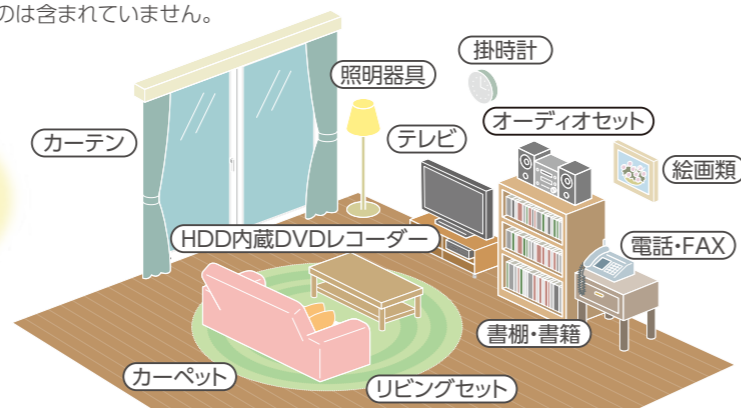 のは含まれていません。
掛時計
照明器具
オーディオセット
カーテン
テレビ
絵画類
HDD内蔵DVDレコーダー
電話・FAX
書棚・書籍
カーペット
リビングセット